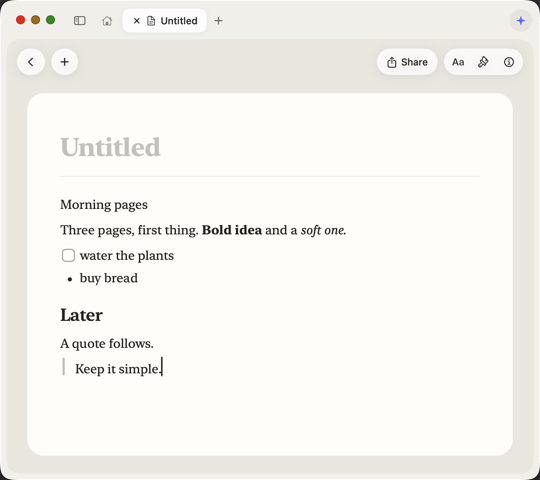 Untitled
Share
Aa
Untitled
Morning pages
Three pages, first thing. Bold idea and a soft one.
water the plants
• buy bread
Later
A quote follows.
Keep it simple.